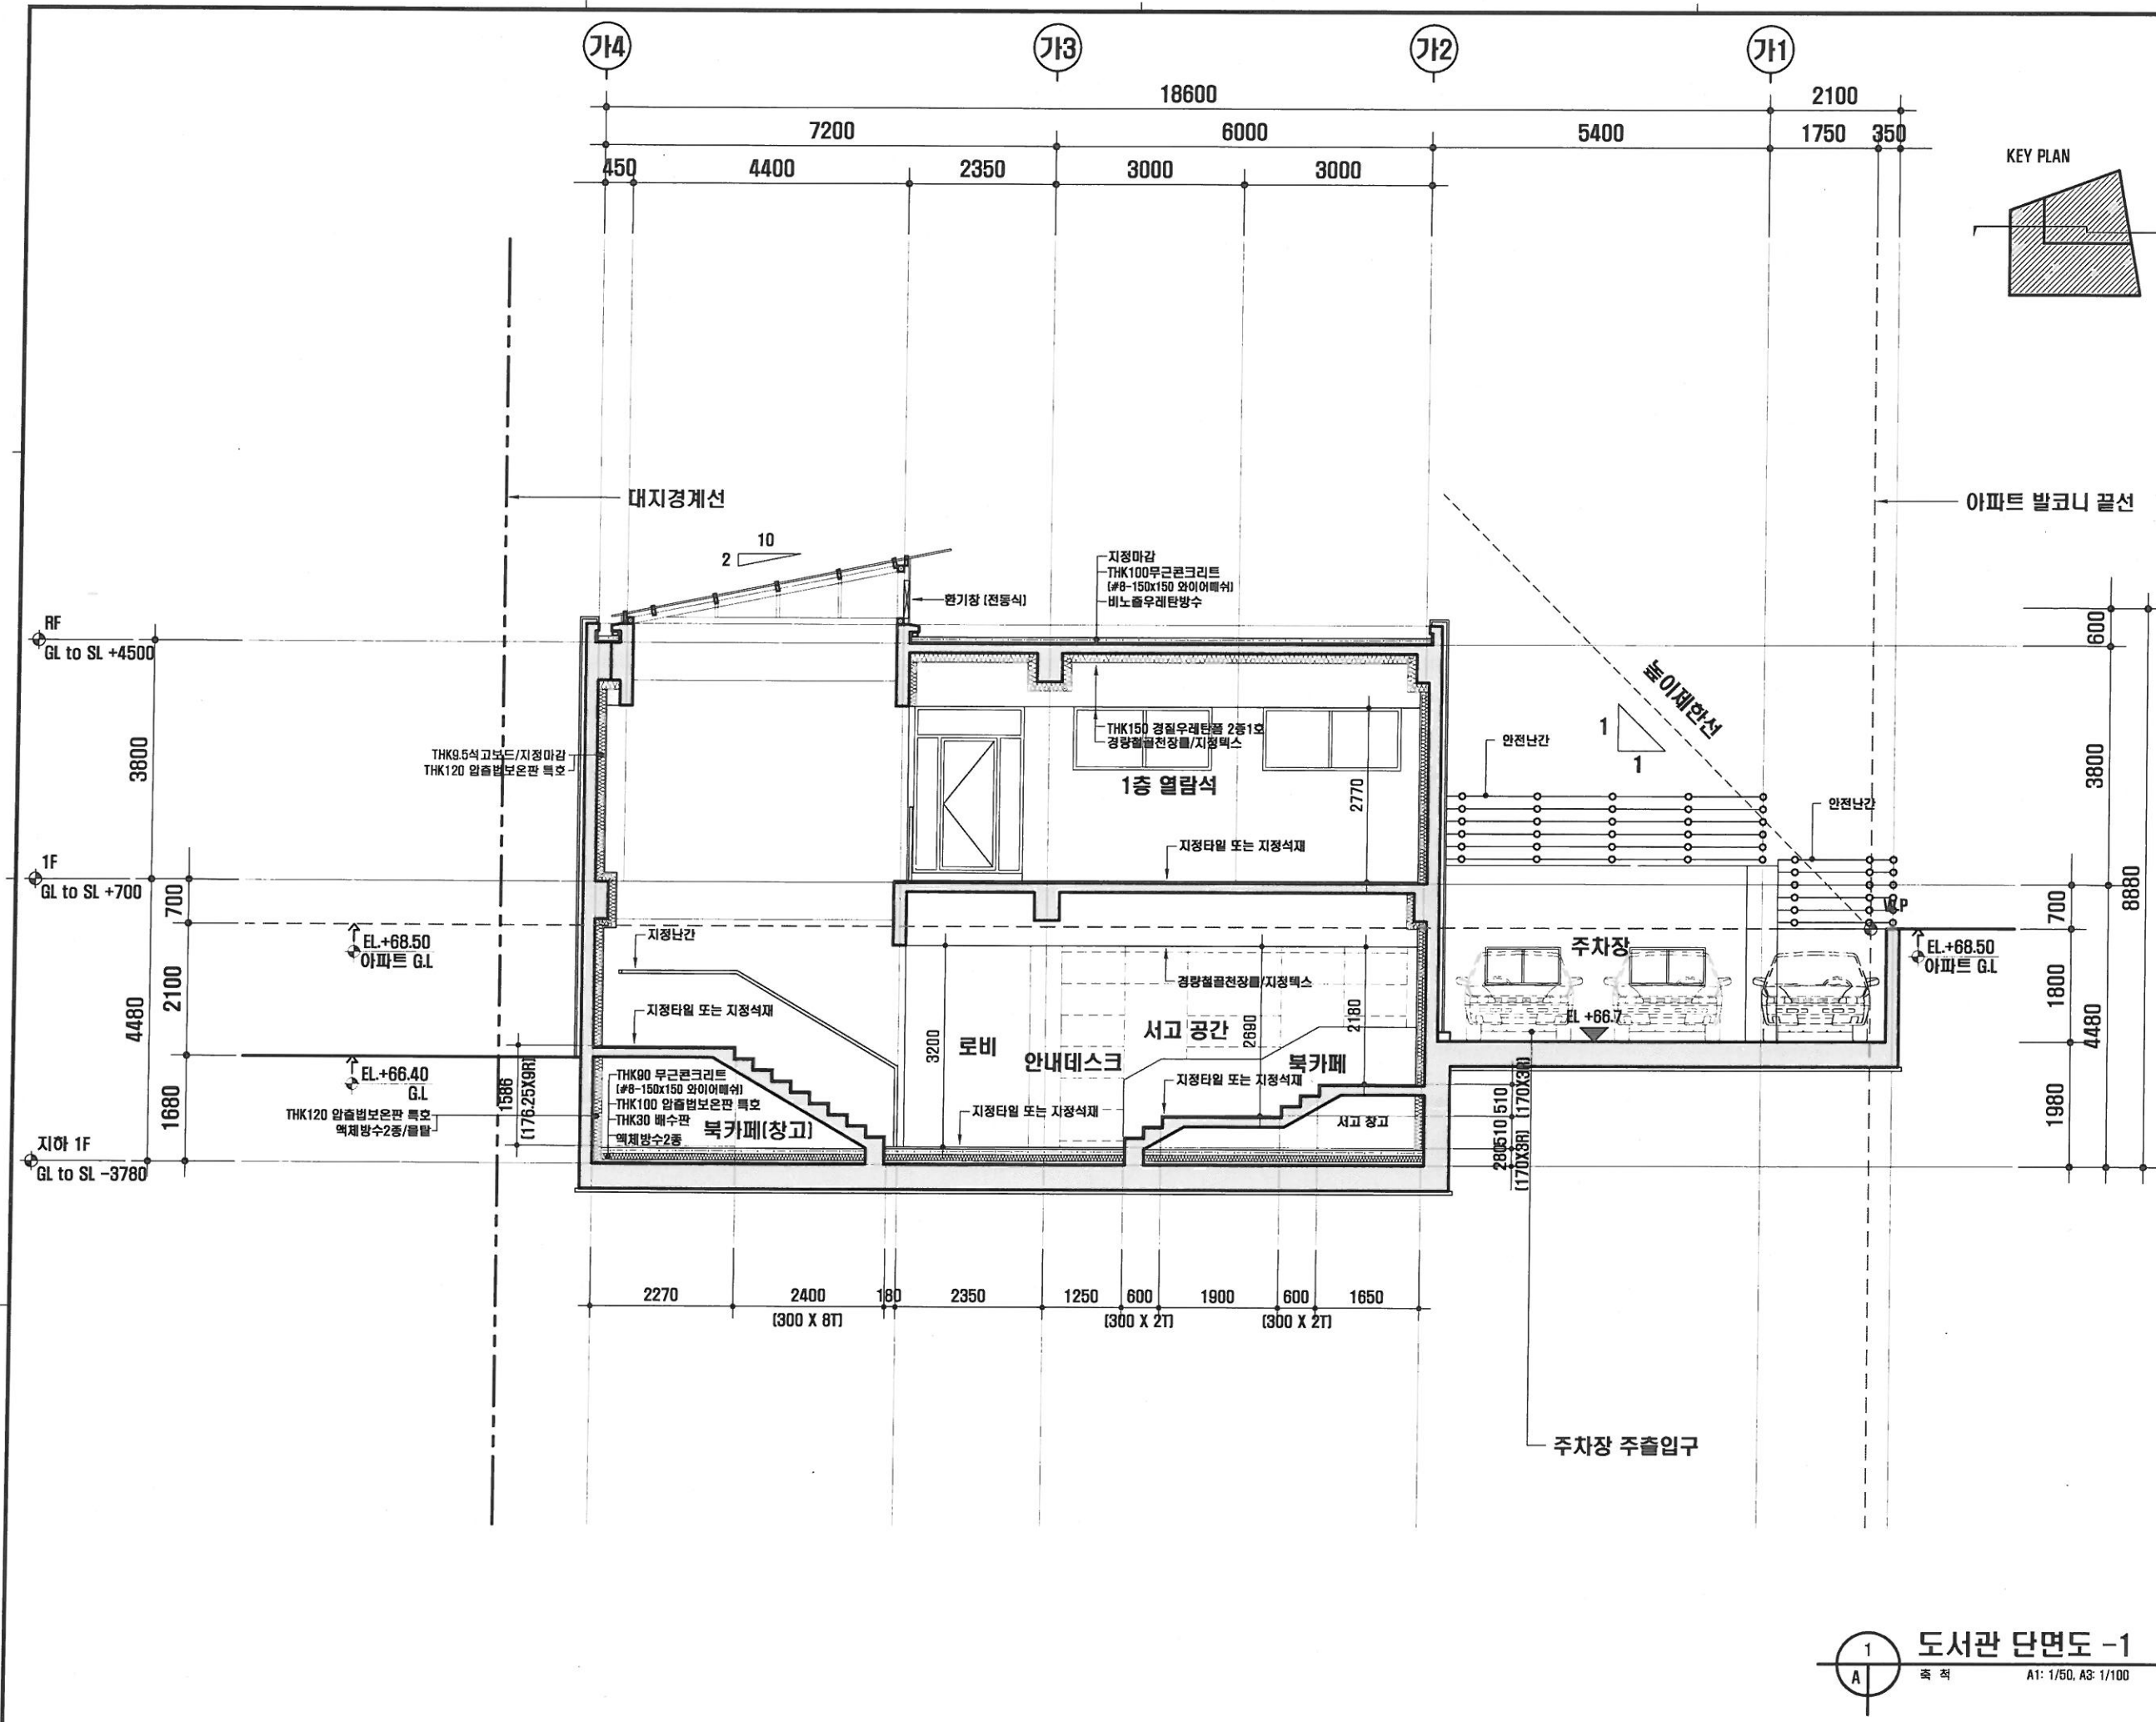 가4
가3
가2
가1
18600
2100
7200
6000
5400
1750
350
450
4400
2350
3000
3000
KEY PLAN
대지경계선
아파트 발코니 끝선
10
2
지정마감
THK100무근콘크리트
(#8-150x150 와이어메쉬)
비노출우레탄방수
환기창 (전동식)
RF
GL to SL +4500
600
높이제한선
1
1
THK150 경질우레탄폼 2종1호
경량철골천장틀/지정텍스
THK9.5석고보드/지정마감
THK120 압출법보온판 특호
안전난간
안전난간
1층 열람석
2770
3800
3800
지정타일 또는 지정석재
1F
GL to SL +700
700
700
8880
V.P
EL.+68.50
아파트 G.L
지정난간
주차장
EL.+68.50
아파트 G.L
경량철골천장틀/지정텍스
2100
1800
4480
4480
지정타일 또는 지정석재
EL +66.7
3200
로비
안내데스크
서고 공간
2690
2180
북카페
EL.+66.40
G.L
1586
(176.25X9R)
THK80 무근콘크리트
(#8-150x150 와이어메쉬)
THK100 압출법보온판 특호
THK30 배수판
액체방수2종
북카페(창고)
지정타일 또는 지정석재
지정타일 또는 지정석재
서고 창고
THK120 압출법보온판 특호
액체방수2종/몰탈
1680
1980
510
(170X3R)
510
(170X3R)
280
지하 1F
GL to SL -3780
2270
2400
180
2350
1250
600
1900
600
1650
(300 X 8T)
(300 X 2T)
(300 X 2T)
주차장 주출입구
1
A
도서관 단면도 -1
축 척
A1: 1/50, A3: 1/100